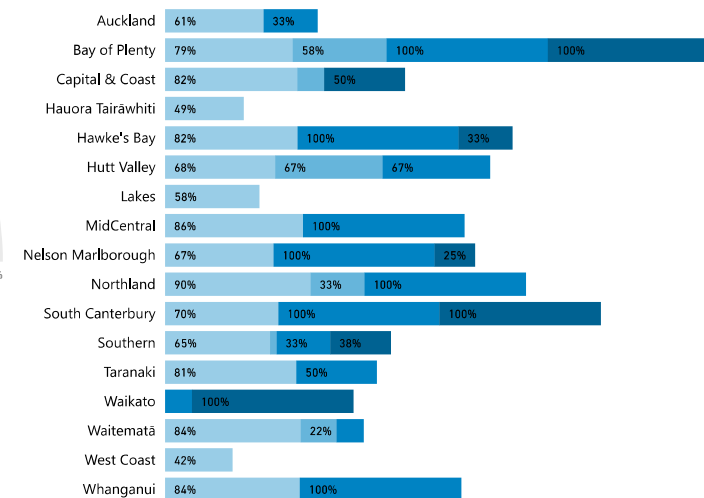 Auckland 61% 33%
Bay of Plenty 79% 58% 100% 100%
Capital & Coast 82% 50%
Hauora Tairāwhiti 49%
Hawke's Bay 82% 100% 33%
Hutt Valley 68% 67% 67%
Lakes 58%
MidCentral 86% 100%
Nelson Marlborough 67% 100% 25%
%
Northland 90% 33% 100%
South Canterbury 70% 100% 100%
Southern 65% 33% 38%
Taranaki 81% 50%
Waikato 100%
Waitematā 84% 22%
West Coast 42%
Whanganui 84% 100%